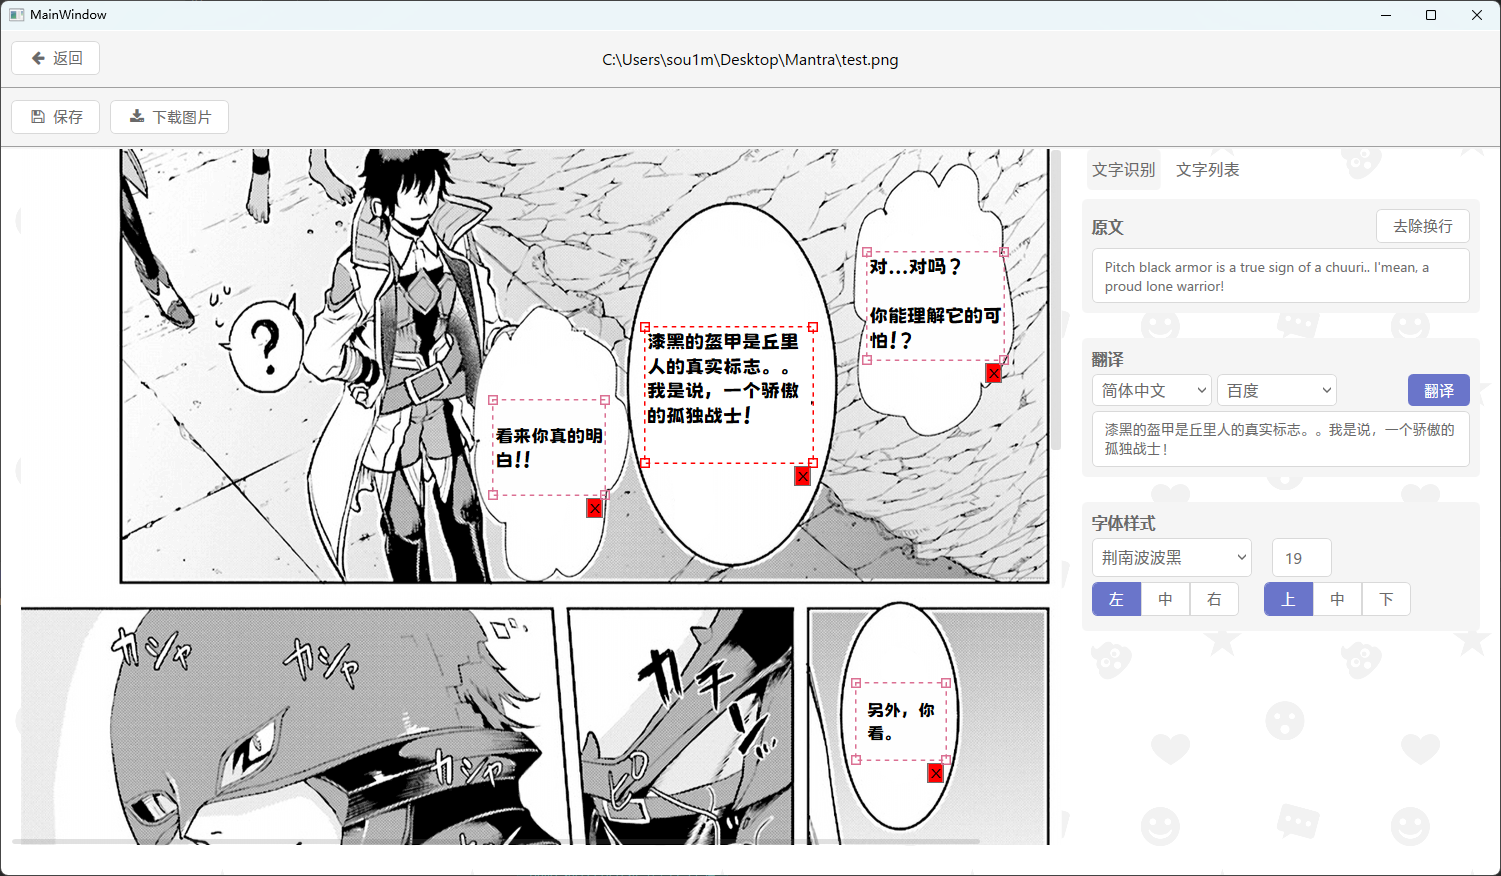 MainWindow
返回
C:\Users\sou1m\Desktop\Mantra\test.png
保存
下载图片
文字识别
文字列表
原文
去除换行
Pitch black armor is a true sign of a chuuri.. I'mean, a
proud lone warrior!
翻译
简体中文
百度
翻译
漆黑的盔甲是丘里人的真实标志。。我是说，一个骄傲的
孤独战士！
字体样式
荆南波波黑
19
左
中
右
上
中
下
对...对吗？
你能理解它的可
怕！？
漆黑的盔甲是丘里
人的真实标志。。
我是说，一个骄傲
的孤独战士！
看来你真的明
白！！
?
カシャ
カシャ
カシャ
ガチッ
ピロ
另外，你
看。